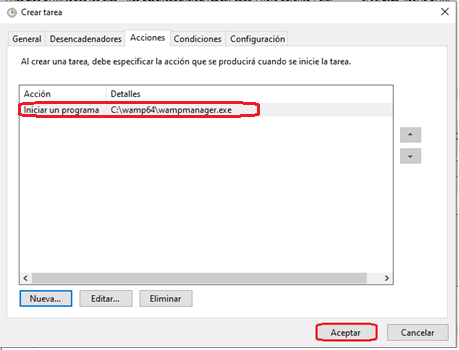 Crear tarea
General Desencadenadores Acciones Condiciones Configuración
Al crear una tarea, debe especificar la acción que se producirá cuando se inicie la tarea.
Acción Detalles
Iniciar un programa C:\wamp64\wampmanager.exe
Nueva... Editar... Eliminar
Aceptar Cancelar